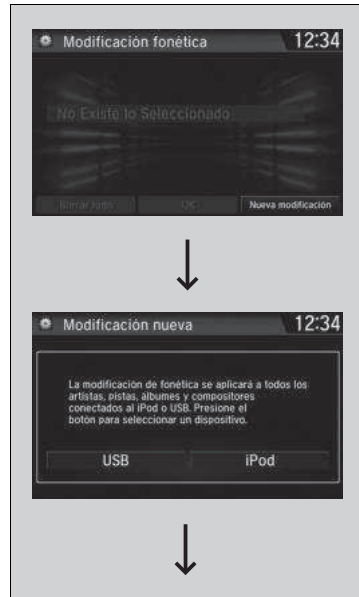 Modificación fonética
12:34
No Existe lo Seleccionado
Borrar todo
OK
Nueva modificación
Modificación nueva
12:34
La modificación de fonética se aplicará a todos los
artistas, pistas, álbumes y compositores
conectados al iPod o USB. Presione el
botón para seleccionar un dispositivo.
USB
iPod